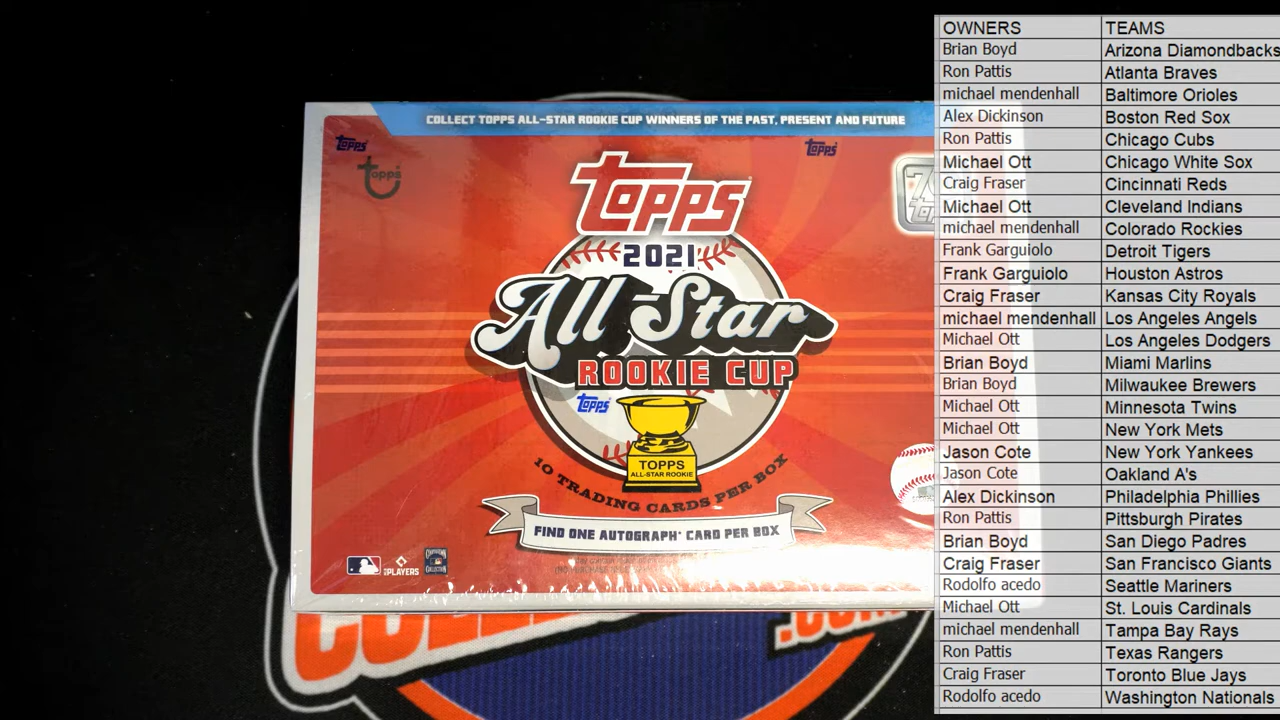 COLLECT TOPPS ALL-STAR ROOKIE CUP WINNERS OF THE PAST, PRESENT AND FUTURE
TOPPS
TOPPS
topps
TOPPS
2021
All-Star
ROOKIE CUP
TOPPS
TOPPS
ALL-STAR ROOKIE
10 TRADING CARDS PER BOX
FIND ONE AUTOGRAPH* CARD PER BOX
PLAYERS
OWNERS TEAMS
Brian Boyd Arizona Diamondbacks
Ron Pattis Atlanta Braves
michael mendenhall Baltimore Orioles
Alex Dickinson Boston Red Sox
Ron Pattis Chicago Cubs
Michael Ott Chicago White Sox
Craig Fraser Cincinnati Reds
Michael Ott Cleveland Indians
michael mendenhall Colorado Rockies
Frank Garguiolo Detroit Tigers
Frank Garguiolo Houston Astros
Craig Fraser Kansas City Royals
michael mendenhall Los Angeles Angels
Michael Ott Los Angeles Dodgers
Brian Boyd Miami Marlins
Brian Boyd Milwaukee Brewers
Michael Ott Minnesota Twins
Michael Ott New York Mets
Jason Cote New York Yankees
Jason Cote Oakland A's
Alex Dickinson Philadelphia Phillies
Ron Pattis Pittsburgh Pirates
Brian Boyd San Diego Padres
Craig Fraser San Francisco Giants
Rodolfo acedo Seattle Mariners
Michael Ott St. Louis Cardinals
michael mendenhall Tampa Bay Rays
Ron Pattis Texas Rangers
Craig Fraser Toronto Blue Jays
Rodolfo acedo Washington Nationals